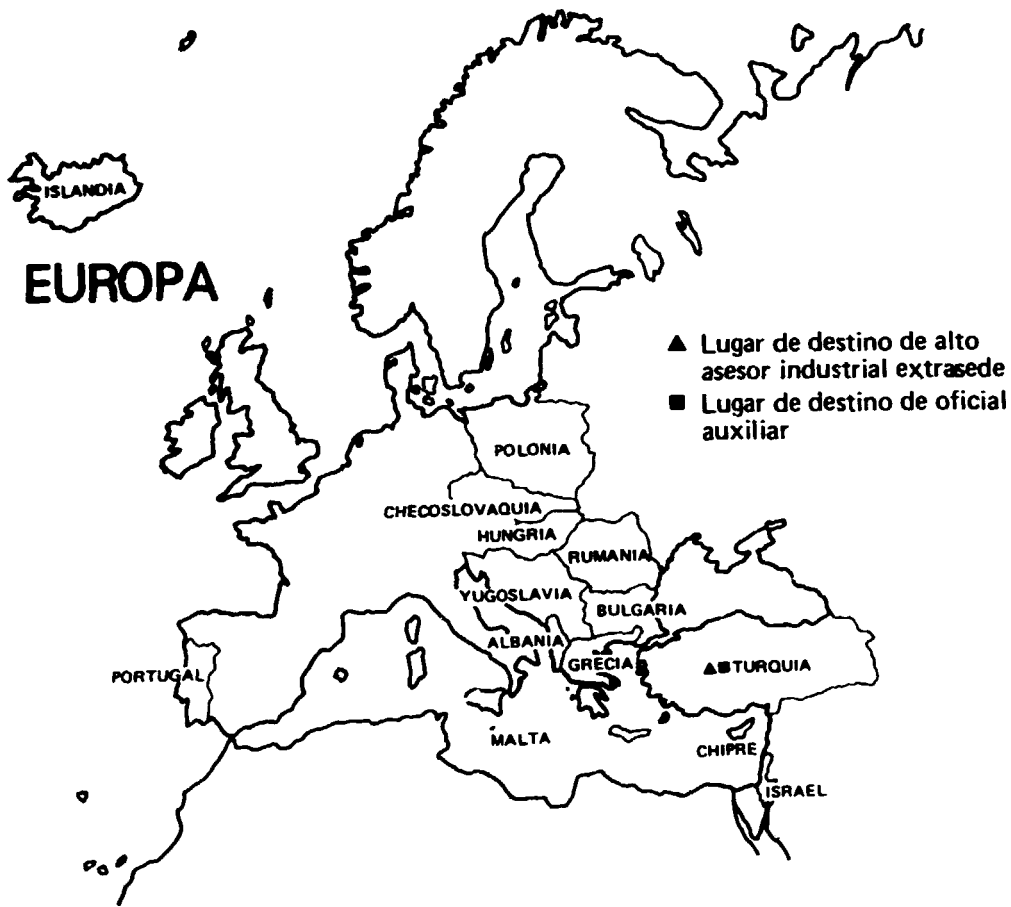 ISLANDIA
EUROPA
▲ Lugar de destino de alto
asesor industrial extrasede
■ Lugar de destino de oficial
auxiliar
POLONIA
CHECOSLOVAQUIA
HUNGRIA
RUMANIA
YUGOSLAVIA
BULGARIA
ALBANIA
GRECIA
▲■TURQUIA
PORTUGAL
MALTA
CHIPRE
ISRAEL